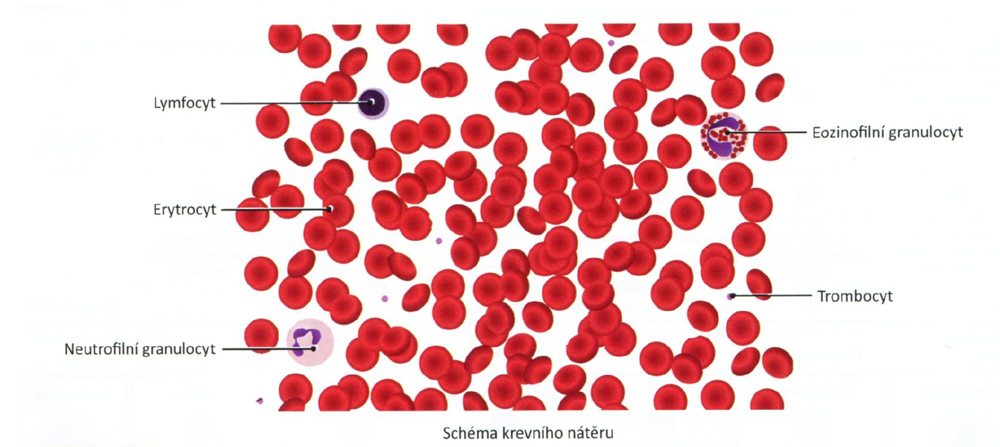 Lymfocyt
Eozinofilní granulocyt
Erytrocyt
Trombocyt
Neutrofilní granulocyt
Schéma krevního nátěru